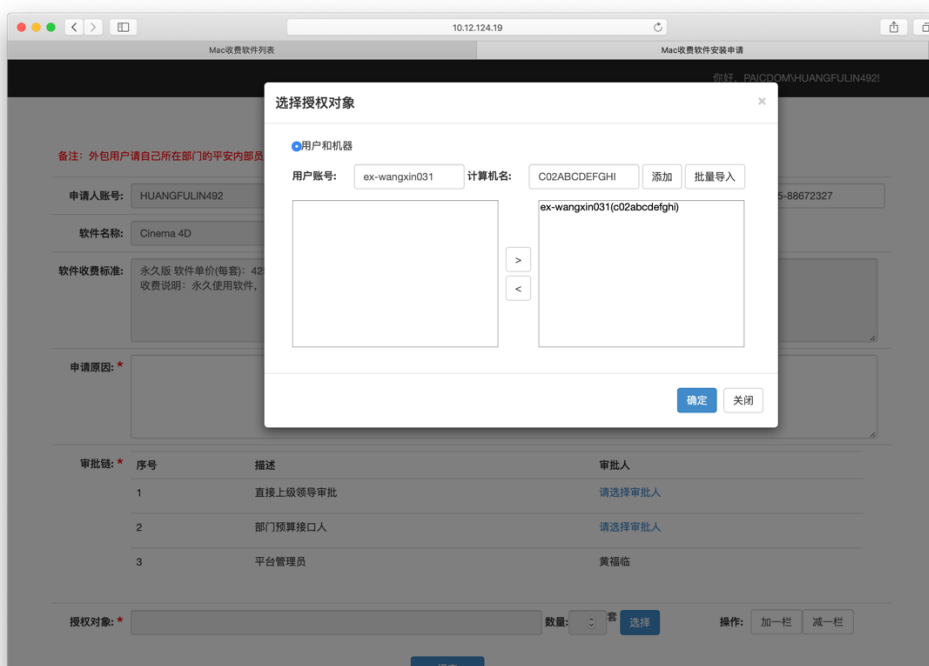 10.12.124.19
Mac收费软件列表
Mac收费软件安装申请
你好，PAICDOM\HUANGFULIN492!
选择授权对象
×
用户和机器
备注：外包用户请自己所在部门的平安内部员
用户账号: ex-wangxin031 计算机名: C02ABCDEFGHI 添加 批量导入
申请人账号: HUANGFULIN492 5-88672327
ex-wangxin031(c02abcdefghi)
软件名称: Cinema 4D
>
<
软件收费标准: 永久版 软件单价(每套)：42
收费说明：永久使用软件，
申请原因: *
确定 关闭
审批链: * 序号 描述 审批人
1 直接上级领导审批 请选择审批人
2 部门预算接口人 请选择审批人
3 平台管理员 黄福临
授权对象: * 数量: 套 选择 操作: 加一栏 减一栏